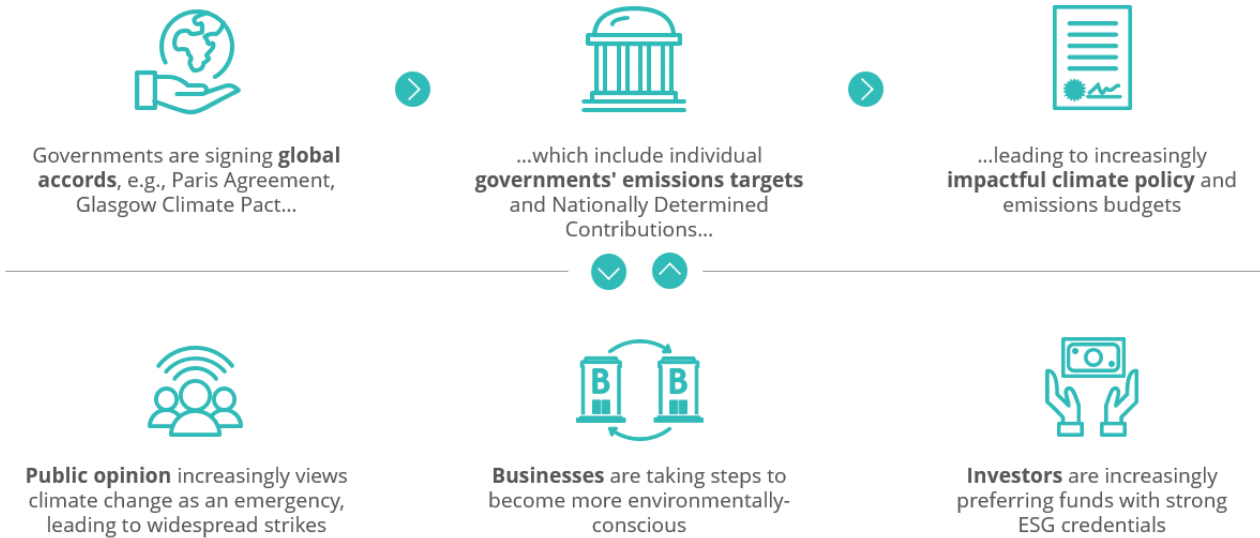 Governments are signing global
accords, e.g., Paris Agreement,
Glasgow Climate Pact...
...which include individual
governments' emissions targets
and Nationally Determined
Contributions...
...leading to increasingly
impactful climate policy and
emissions budgets
B
B
Public opinion increasingly views
climate change as an emergency,
leading to widespread strikes
Businesses are taking steps to
become more environmentally-
conscious
Investors are increasingly
preferring funds with strong
ESG credentials